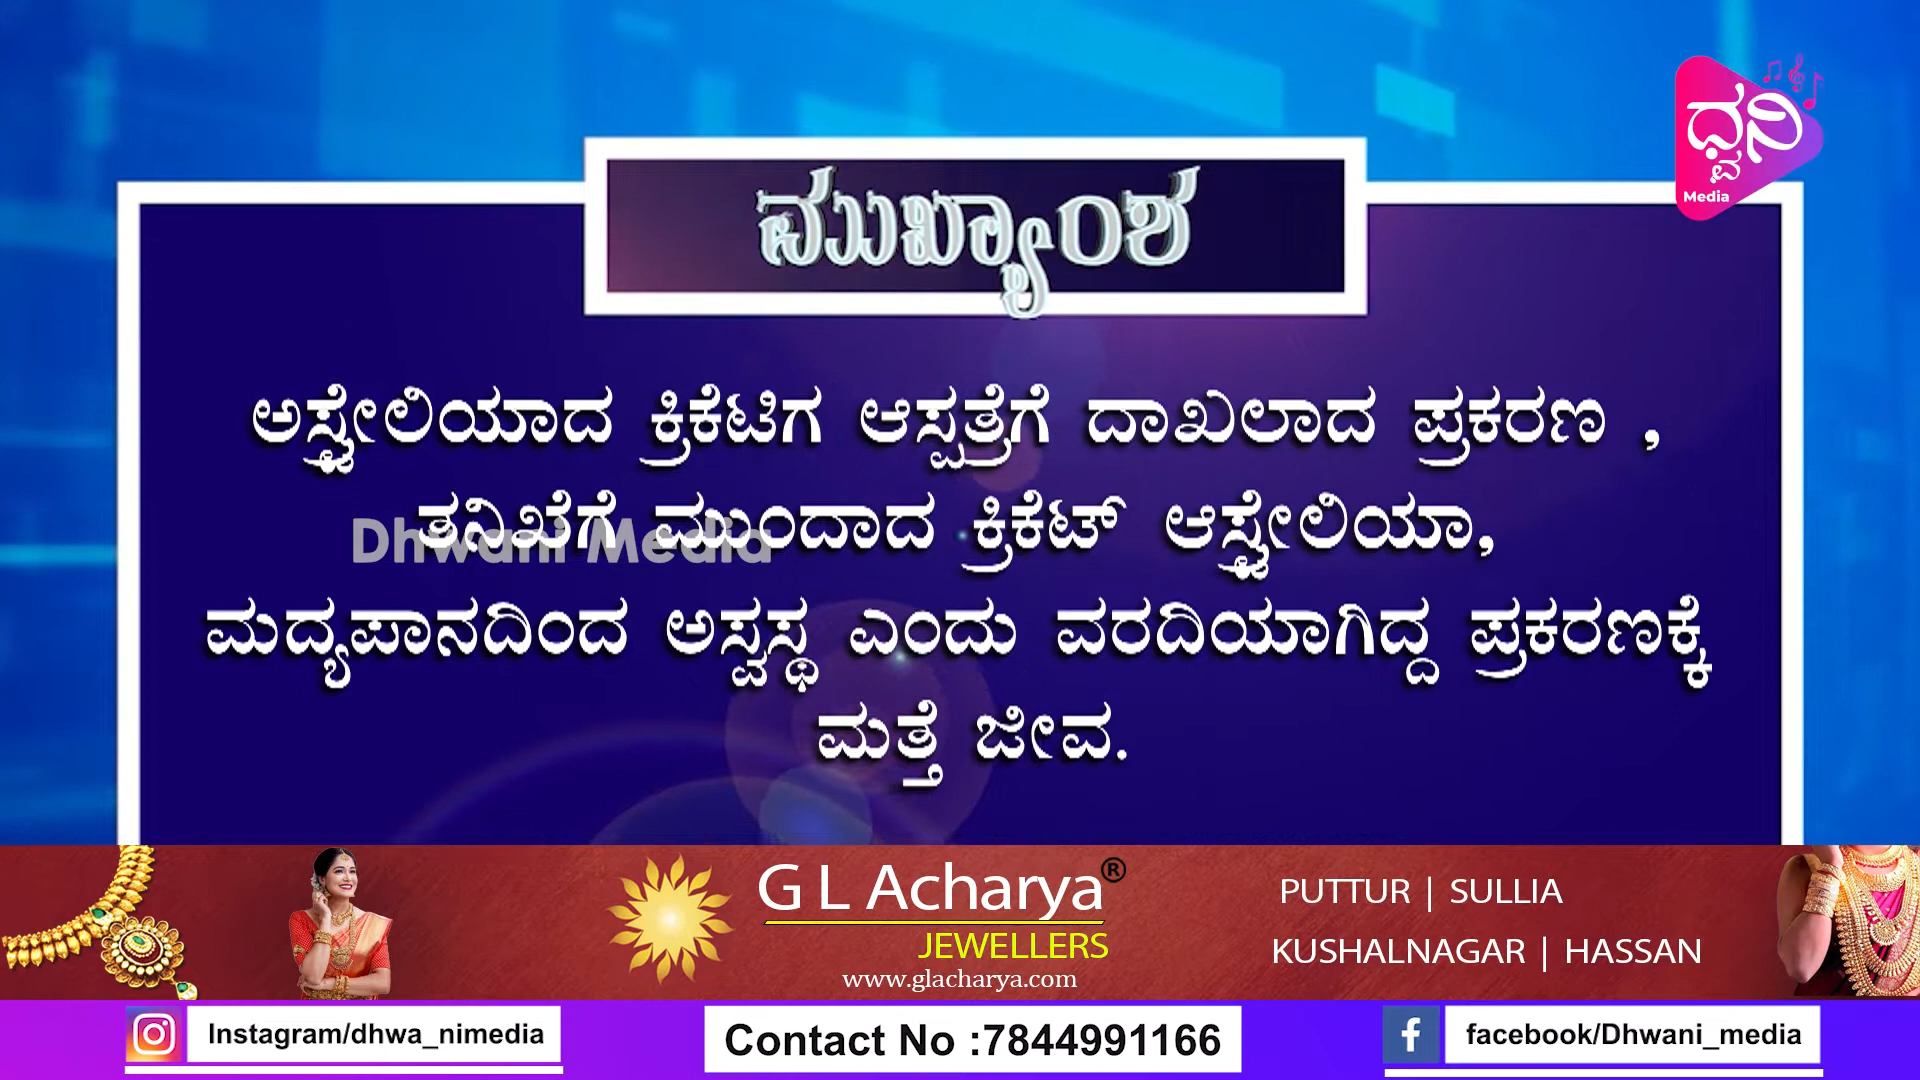 ಧ್ವನಿ
Media
ಮುಖ್ಯಾಂಶ
ಅಸ್ಟ್ರೇಲಿಯಾದ ಕ್ರಿಕೆಟಿಗ ಆಸ್ಪತ್ರೆಗೆ ದಾಖಲಾದ ಪ್ರಕರಣ ,
ತನಿಖೆಗೆ ಮುಂದಾದ ಕ್ರಿಕೆಟ್ ಆಸ್ಟ್ರೇಲಿಯಾ,
Dhwani Media
ಮದ್ಯಪಾನದಿಂದ ಅಸ್ವಸ್ಥ ಎಂದು ವರದಿಯಾಗಿದ್ದ ಪ್ರಕರಣಕ್ಕೆ
ಮತ್ತೆ ಜೀವ.
G L Acharya®
JEWELLERS
www.glacharya.com
PUTTUR | SULLIA
KUSHALNAGAR | HASSAN
Instagram/dhwa_nimedia
Contact No :7844991166
facebook/Dhwani_media